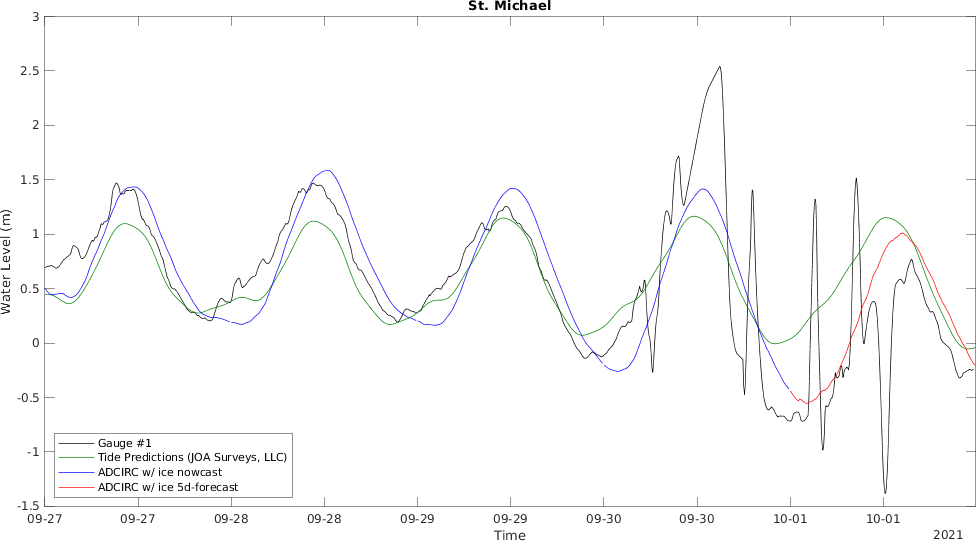 St. Michael
3
2.5
2
1.5
1
0.5
0
-0.5
-1
-1.5
Water Level (m)
Gauge #1
Tide Predictions (JOA Surveys, LLC)
ADCIRC w/ ice nowcast
ADCIRC w/ ice 5d-forecast
09-27 09-27 09-28 09-28 09-29 09-29 09-30 09-30 10-01 10-01
Time
2021